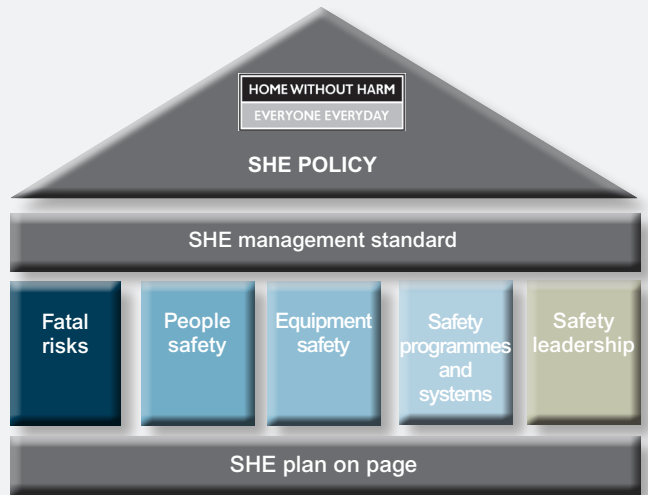 HOME WITHOUT HARM
EVERYONE EVERYDAY
SHE POLICY
SHE management standard
Fatal
risks
People
safety
Equipment
safety
Safety
programmes
and
systems
Safety
leadership
SHE plan on page